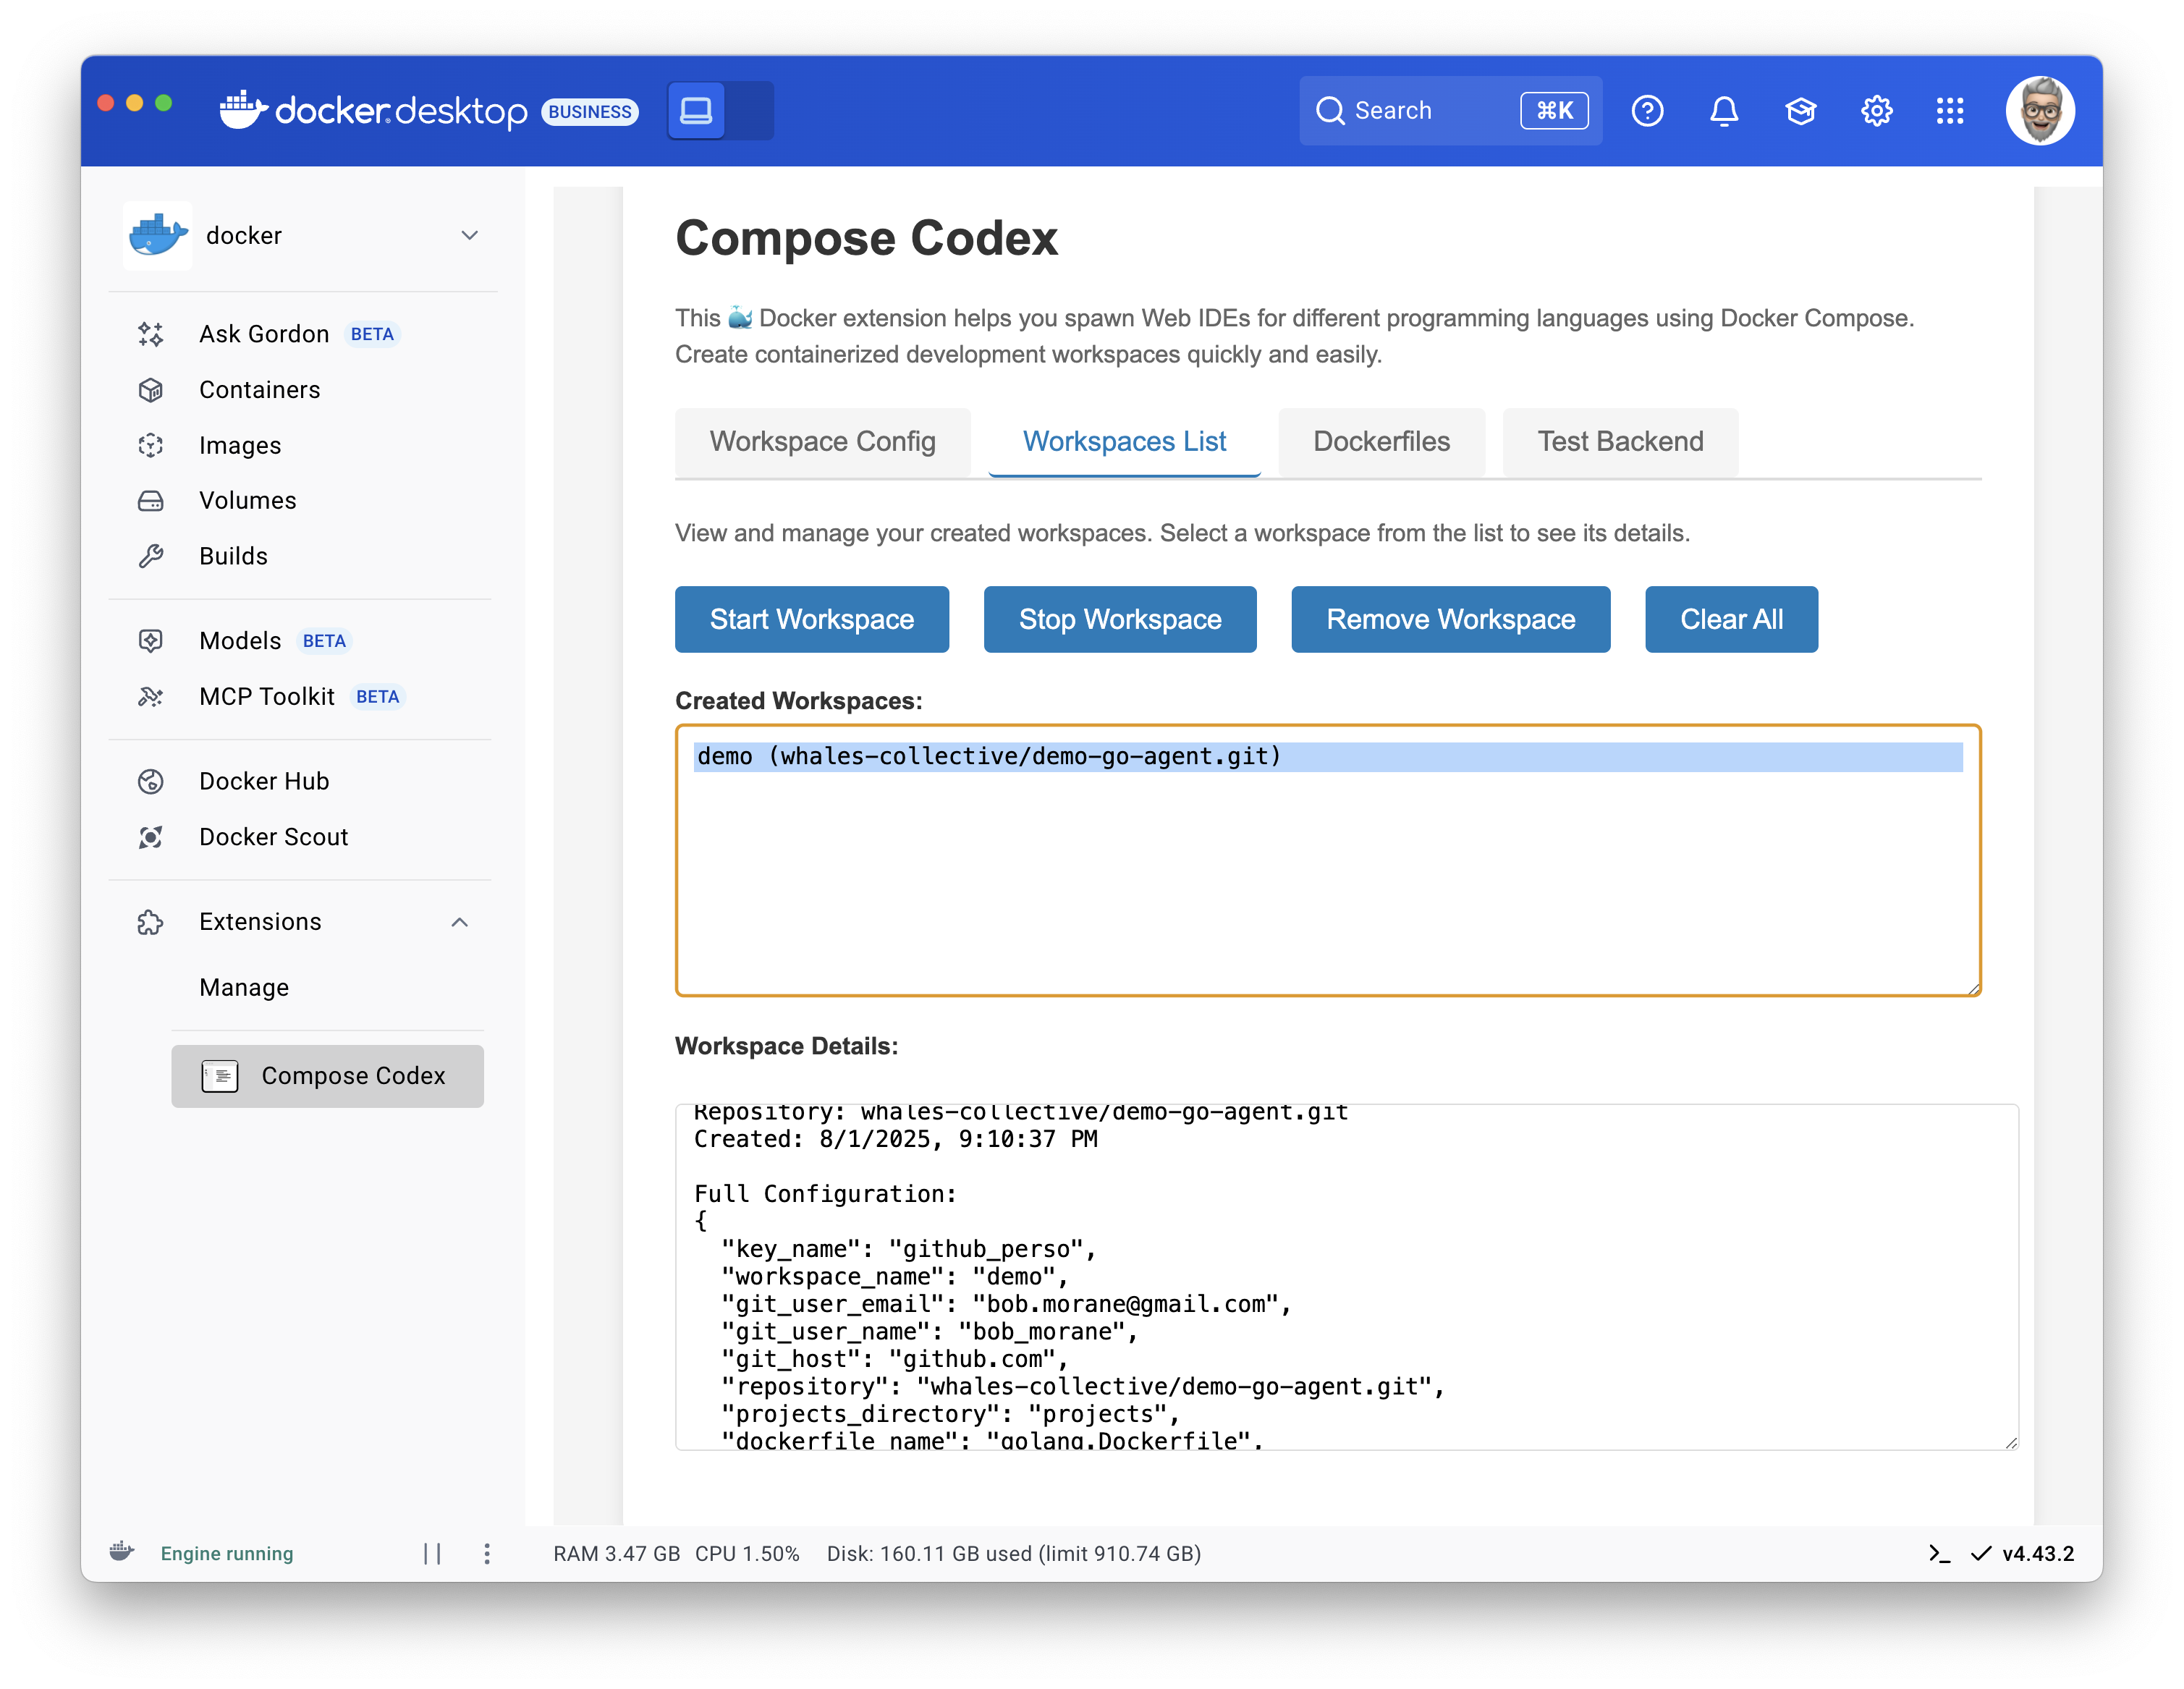 docker desktop BUSINESS
Search ⌘K
docker
Ask Gordon BETA
Containers
Images
Volumes
Builds
Models BETA
MCP Toolkit BETA
Docker Hub
Docker Scout
Extensions
Manage
Compose Codex
Compose Codex
This 🐳 Docker extension helps you spawn Web IDEs for different programming languages using Docker Compose.
Create containerized development workspaces quickly and easily.
Workspace Config
Workspaces List
Dockerfiles
Test Backend
View and manage your created workspaces. Select a workspace from the list to see its details.
Start Workspace
Stop Workspace
Remove Workspace
Clear All
Created Workspaces:
demo (whales-collective/demo-go-agent.git)
Workspace Details:
Repository: whales-collective/demo-go-agent.git
Created: 8/1/2025, 9:10:37 PM
Full Configuration:
{
"key_name": "github_perso",
"workspace_name": "demo",
"git_user_email": "bob.morane@gmail.com",
"git_user_name": "bob_morane",
"git_host": "github.com",
"repository": "whales-collective/demo-go-agent.git",
"projects_directory": "projects",
"dockerfile_name": "golang.Dockerfile",
Engine running
RAM 3.47 GB CPU 1.50% Disk: 160.11 GB used (limit 910.74 GB)
v4.43.2